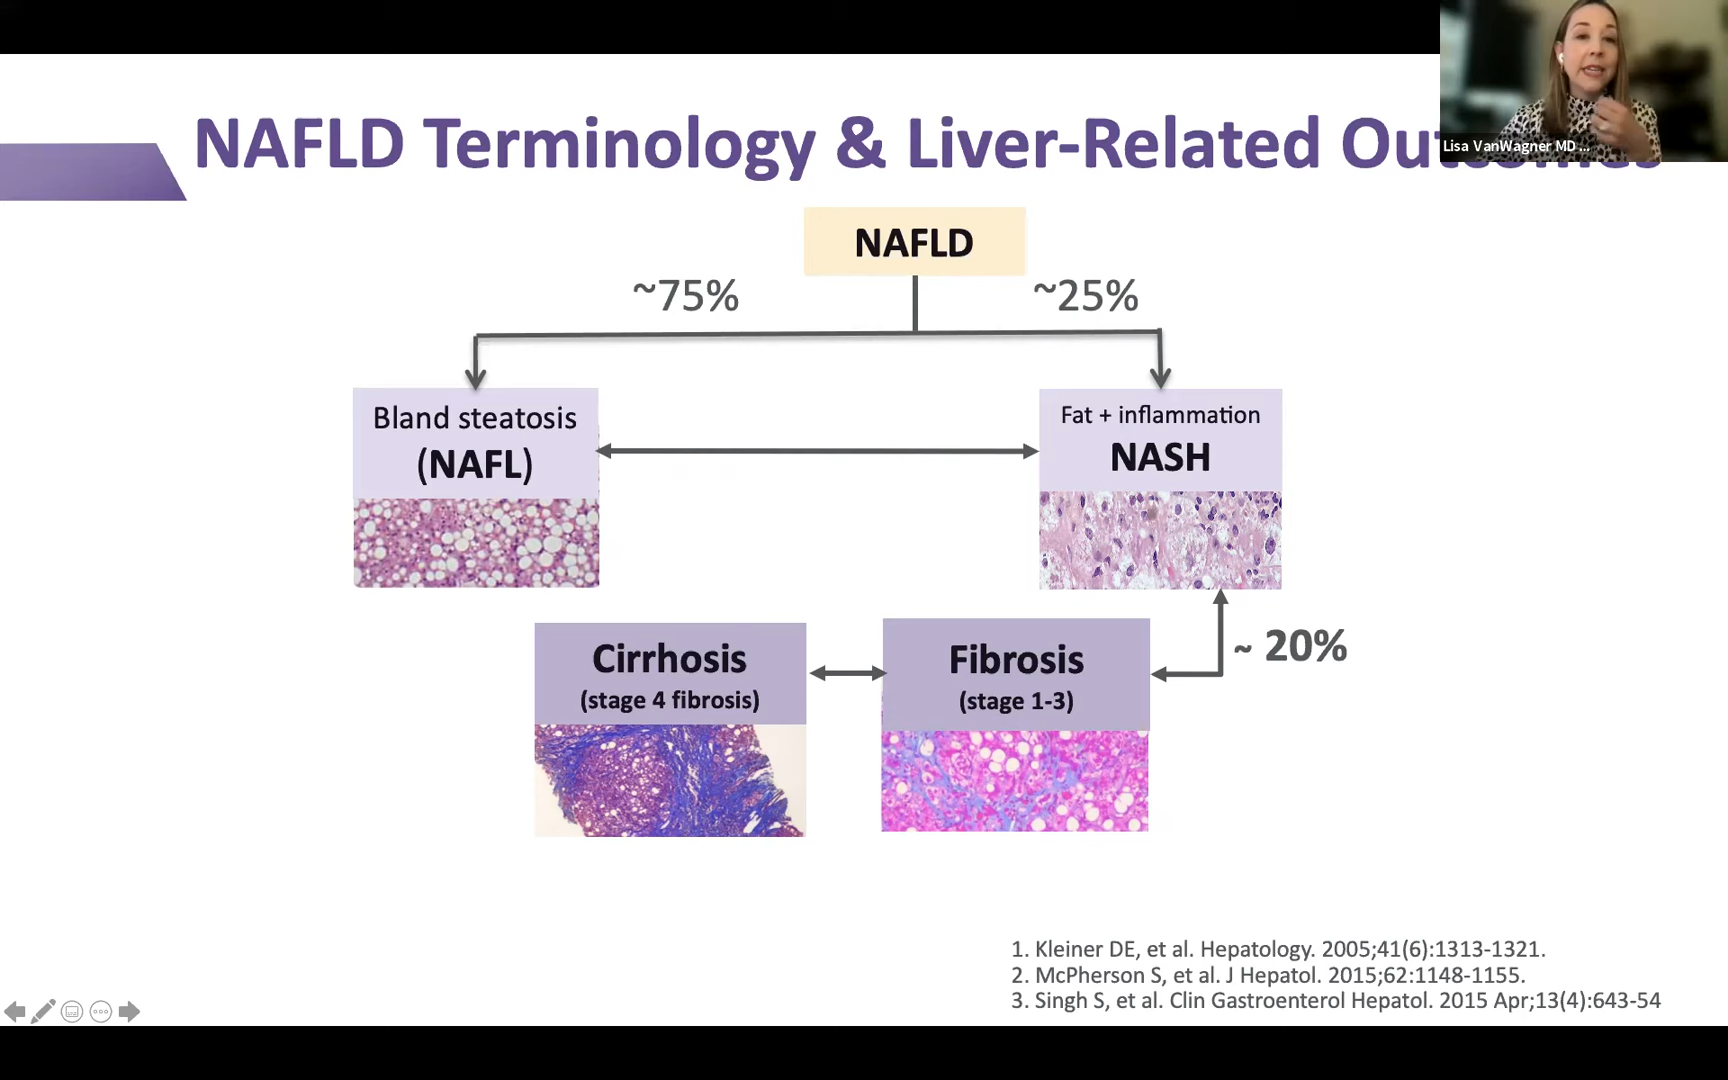 NAFLD Terminology & Liver-Related
Lisa VanWagner MD ...
NAFLD
~75%
~25%
Bland steatosis
(NAFL)
Fat + inflammation
NASH
~ 20%
Cirrhosis
(stage 4 fibrosis)
Fibrosis
(stage 1-3)
1. Kleiner DE, et al. Hepatology. 2005;41(6):1313-1321.
2. McPherson S, et al. J Hepatol. 2015;62:1148-1155.
3. Singh S, et al. Clin Gastroenterol Hepatol. 2015 Apr;13(4):643-54